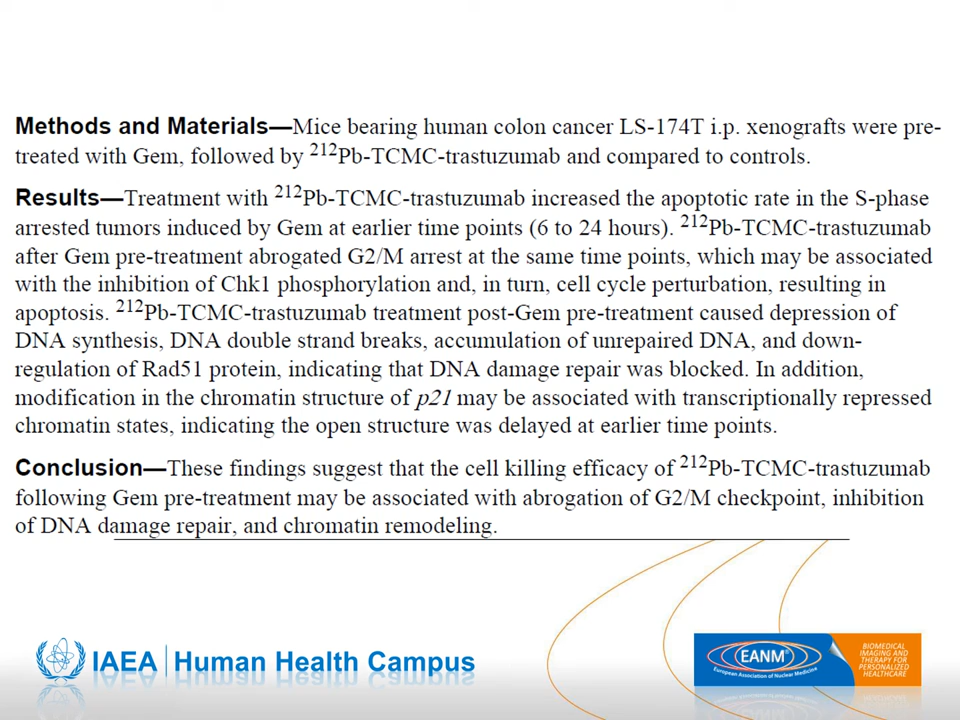 Methods and Materials—Mice bearing human colon cancer LS-174T i.p. xenografts were pre-
treated with Gem, followed by 212Pb-TCMC-trastuzumab and compared to controls.
Results—Treatment with 212Pb-TCMC-trastuzumab increased the apoptotic rate in the S-phase
arrested tumors induced by Gem at earlier time points (6 to 24 hours). 212Pb-TCMC-trastuzumab
after Gem pre-treatment abrogated G2/M arrest at the same time points, which may be associated
with the inhibition of Chk1 phosphorylation and, in turn, cell cycle perturbation, resulting in
apoptosis. 212Pb-TCMC-trastuzumab treatment post-Gem pre-treatment caused depression of
DNA synthesis, DNA double strand breaks, accumulation of unrepaired DNA, and down-
regulation of Rad51 protein, indicating that DNA damage repair was blocked. In addition,
modification in the chromatin structure of p21 may be associated with transcriptionally repressed
chromatin states, indicating the open structure was delayed at earlier time points.
Conclusion—These findings suggest that the cell killing efficacy of 212Pb-TCMC-trastuzumab
following Gem pre-treatment may be associated with abrogation of G2/M checkpoint, inhibition
of DNA damage repair, and chromatin remodeling.
IAEA Human Health Campus
EANM
European Association of Nuclear Medicine
BIOMEDICAL
IMAGING AND
THERAPY FOR
PERSONALIZED
HEALTHCARE